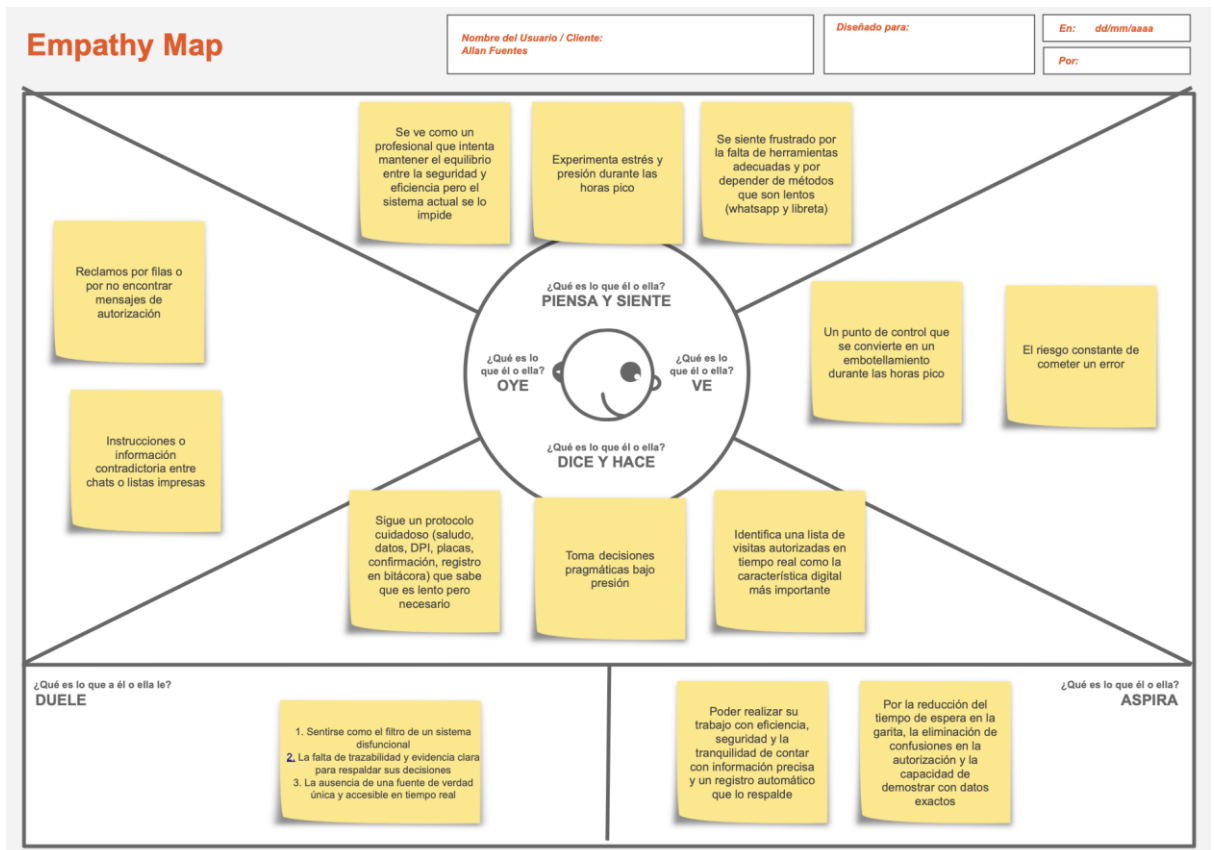 Empathy Map
Nombre del Usuario / Cliente:
Allan Fuentes
Diseñado para:
En: dd/mm/aaaa
Por:
Se ve como un
profesional que intenta
mantener el equilibrio
entre la seguridad y
eficiencia pero el
sistema actual se lo
impide
Experimenta estrés y
presión durante las
horas pico
Se siente frustrado por
la falta de herramientas
adecuadas y por
depender de métodos
que son lentos
(whatsapp y libreta)
Reclamos por filas o
por no encontrar
mensajes de
autorización
Instrucciones o
información
contradictoria entre
chats o listas impresas
¿Qué es lo que él o ella?
PIENSA Y SIENTE
¿Qué es lo
que él o ella?
OYE
¿Qué es lo
que él o ella?
VE
¿Qué es lo que él o ella?
DICE Y HACE
Un punto de control que
se convierte en un
embotellamiento
durante las horas pico
El riesgo constante de
cometer un error
Sigue un protocolo
cuidadoso (saludo,
datos, DPI, placas,
confirmación, registro
en bitácora) que sabe
que es lento pero
necesario
Toma decisiones
pragmáticas bajo
presión
Identifica una lista de
visitas autorizadas en
tiempo real como la
característica digital
más importante
¿Qué es lo que a él o ella le?
DUELE
1. Sentirse como el filtro de un sistema
disfuncional
2. La falta de trazabilidad y evidencia clara
para respaldar sus decisiones
3. La ausencia de una fuente de verdad
única y accesible en tiempo real
¿Qué es lo que él o ella?
ASPIRA
Poder realizar su
trabajo con eficiencia,
seguridad y la
tranquilidad de contar
con información precisa
y un registro automático
que lo respalde
Por la reducción del
tiempo de espera en la
garita, la eliminación de
confusiones en la
autorización y la
capacidad de
demostrar con datos
exactos